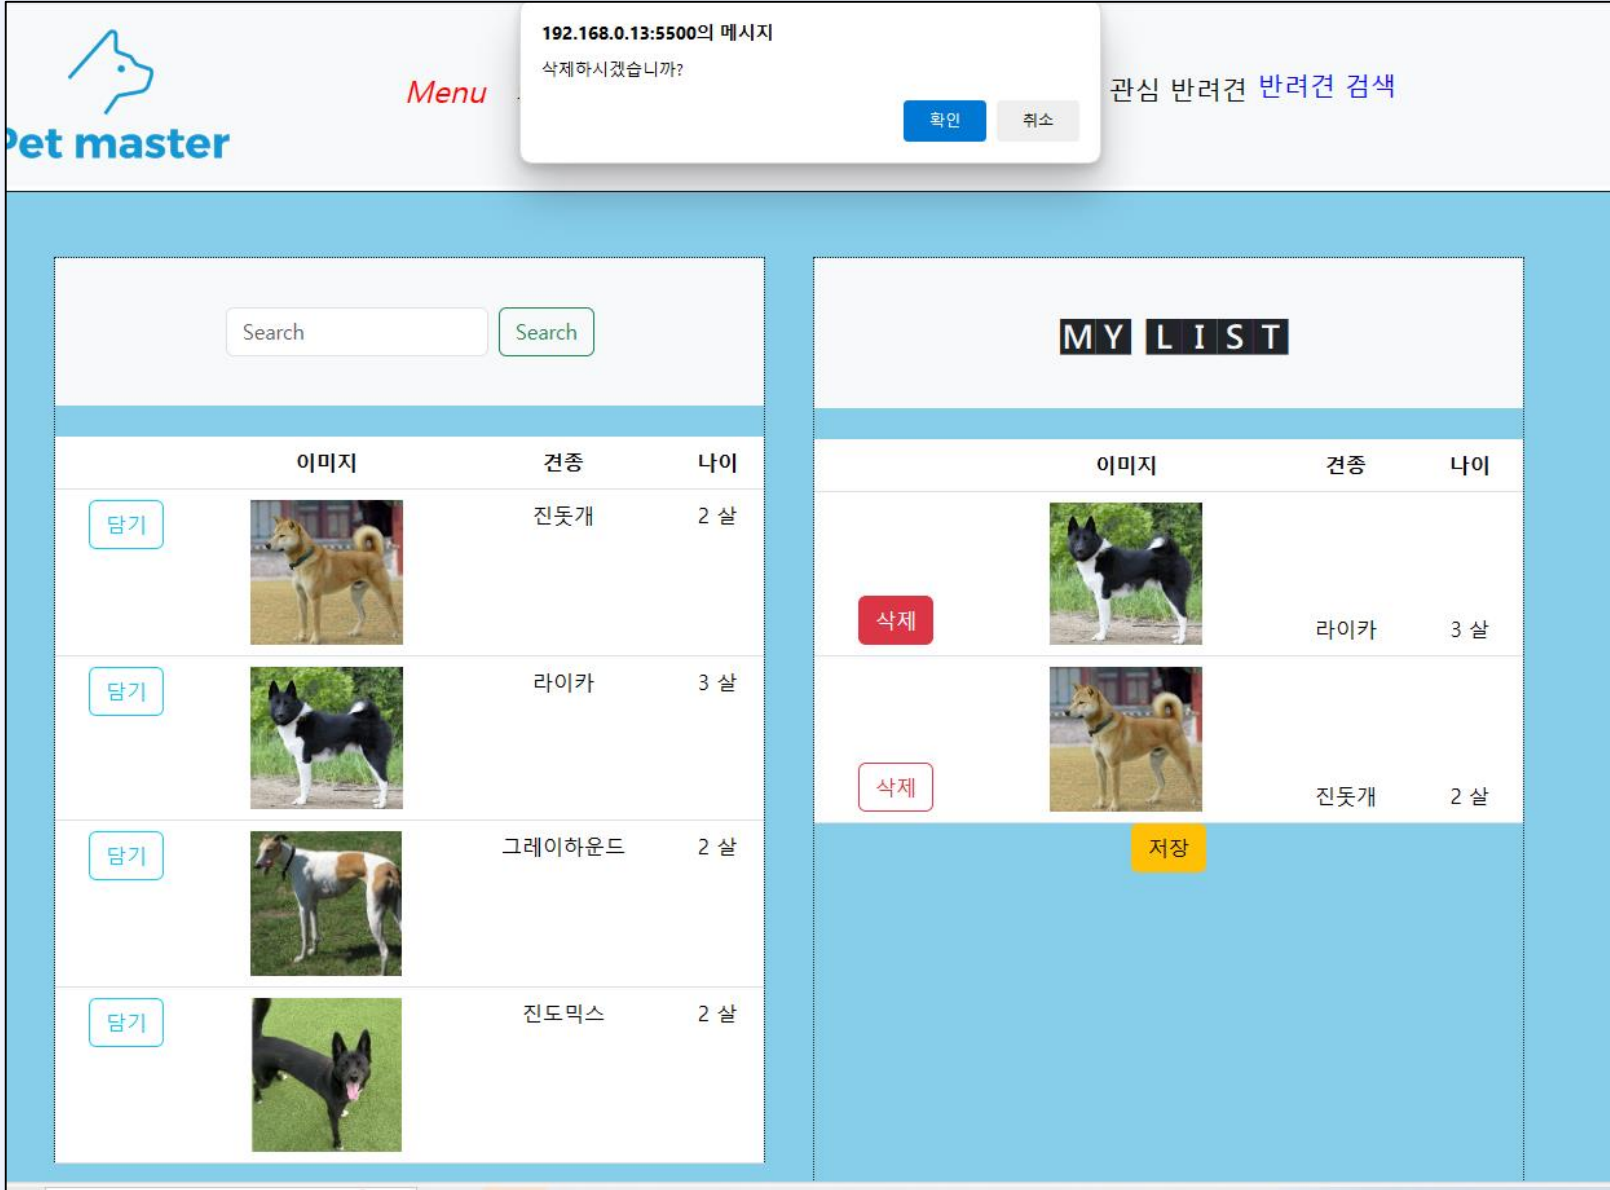 192.168.0.13:5500의 메시지
삭제하시겠습니까?
확인 취소
Pet master
Menu
관심 반려견 반려견 검색
Search Search
MY LIST
이미지 견종 나이
담기 진돗개 2 살
담기 라이카 3 살
담기 그레이하운드 2 살
담기 진도믹스 2 살
이미지 견종 나이
삭제 라이카 3 살
삭제 진돗개 2 살
저장